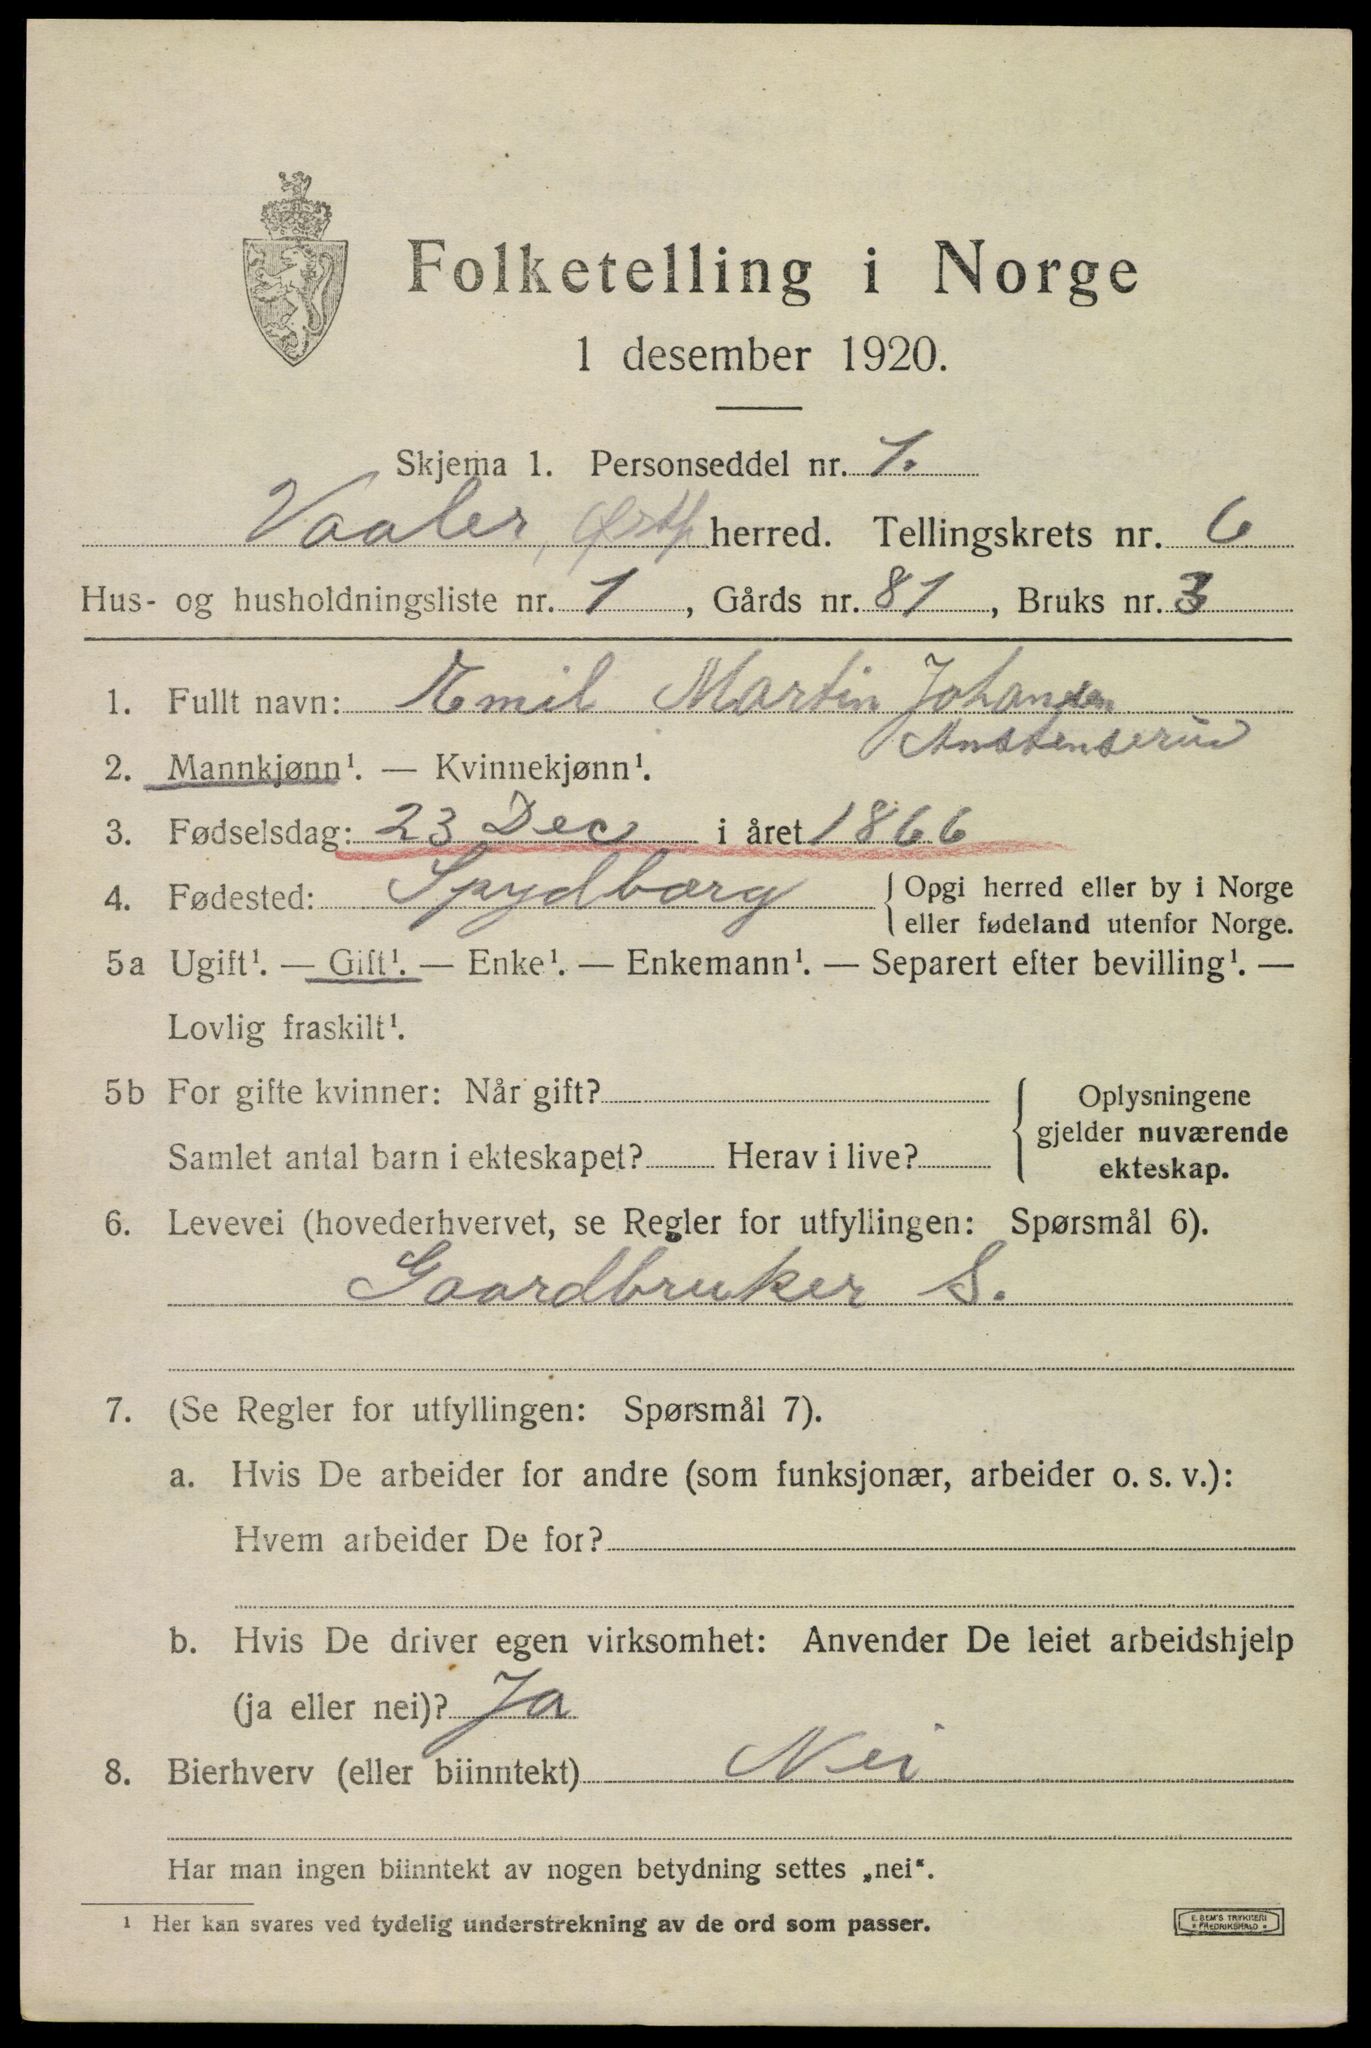 Folketelling i Norge
1 desember 1920.
Skjema 1. Personseddel nr. 1.
Vaaler, Østf herred. Tellingskrets nr. 6
Hus- og husholdningsliste nr. 1, Gårds nr. 81, Bruks nr. 3
1. Fullt navn: Emil Martin Johansen
Anstenserud
2. Mannkjønn¹. — Kvinnekjønn¹.
3. Fødselsdag: 23 Dec i året 1866
4. Fødested: Spydbærg { Opgi herred eller by i Norge
eller fødeland utenfor Norge.
5a Ugift¹. — Gift¹. — Enke¹. — Enkemann¹. — Separert efter bevilling¹. —
Lovlig fraskilt¹.
5b For gifte kvinner: Når gift? { Oplysningene
gjelder nuværende
Samlet antal barn i ekteskapet? Herav i live?
ekteskap.
6. Levevei (hovederhvervet, se Regler for utfyllingen: Spørsmål 6).
Gaardbruker S.
7. (Se Regler for utfyllingen: Spørsmål 7).
a. Hvis De arbeider for andre (som funksjonær, arbeider o. s. v.):
Hvem arbeider De for?
b. Hvis De driver egen virksomhet: Anvender De leiet arbeidshjelp
(ja eller nei)? Ja
8. Bierhverv (eller biinntekt) Nei
Har man ingen biinntekt av nogen betydning settes „nei“.
¹ Her kan svares ved tydelig understrekning av de ord som passer.
E. SEM'S TRYKKERI
* FREDRIKSHALD *